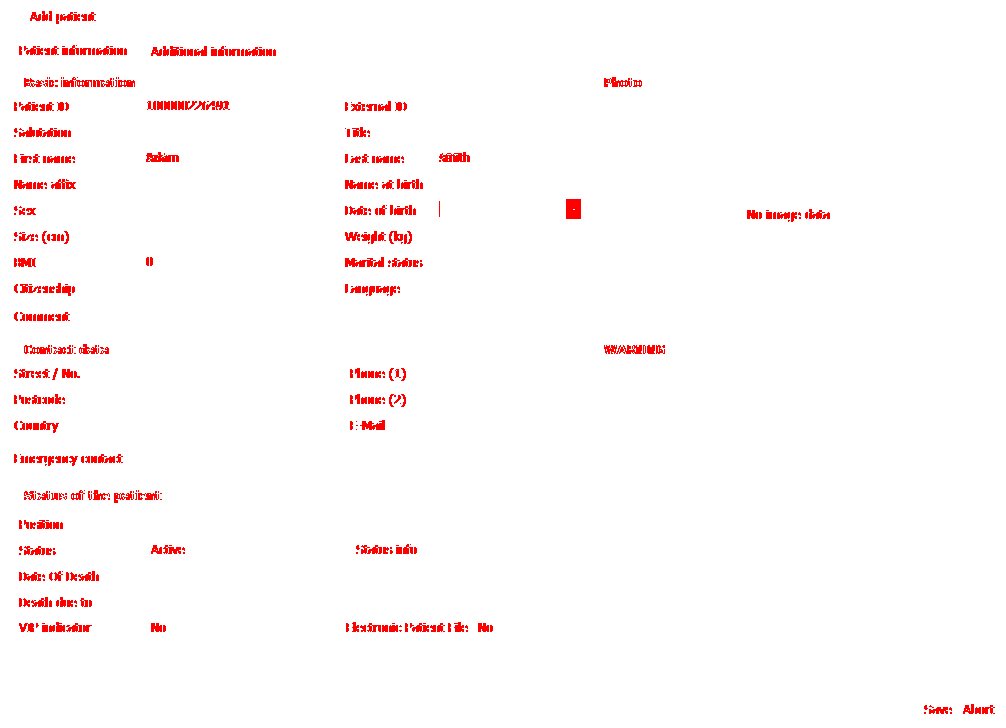 Add patient
Patient information Additional information
Basic information Photo
Patient ID 100000226491 External ID
Salutation Title
First name Adam Last name Smith
Name affix Name at birth
Sex Date of birth
No image data
Size (cm) Weight (kg)
BMI 0 Marital status
Citizenship Language
Comment
Contact data WARNING
Street / No. Phone (1)
Postcode Phone (2)
Country E-Mail
Emergency contact
Status of the patient
Position
Status Active Status info
Date Of Death
Death due to
VIP indicator No Electronic Patient File No
Save Abort